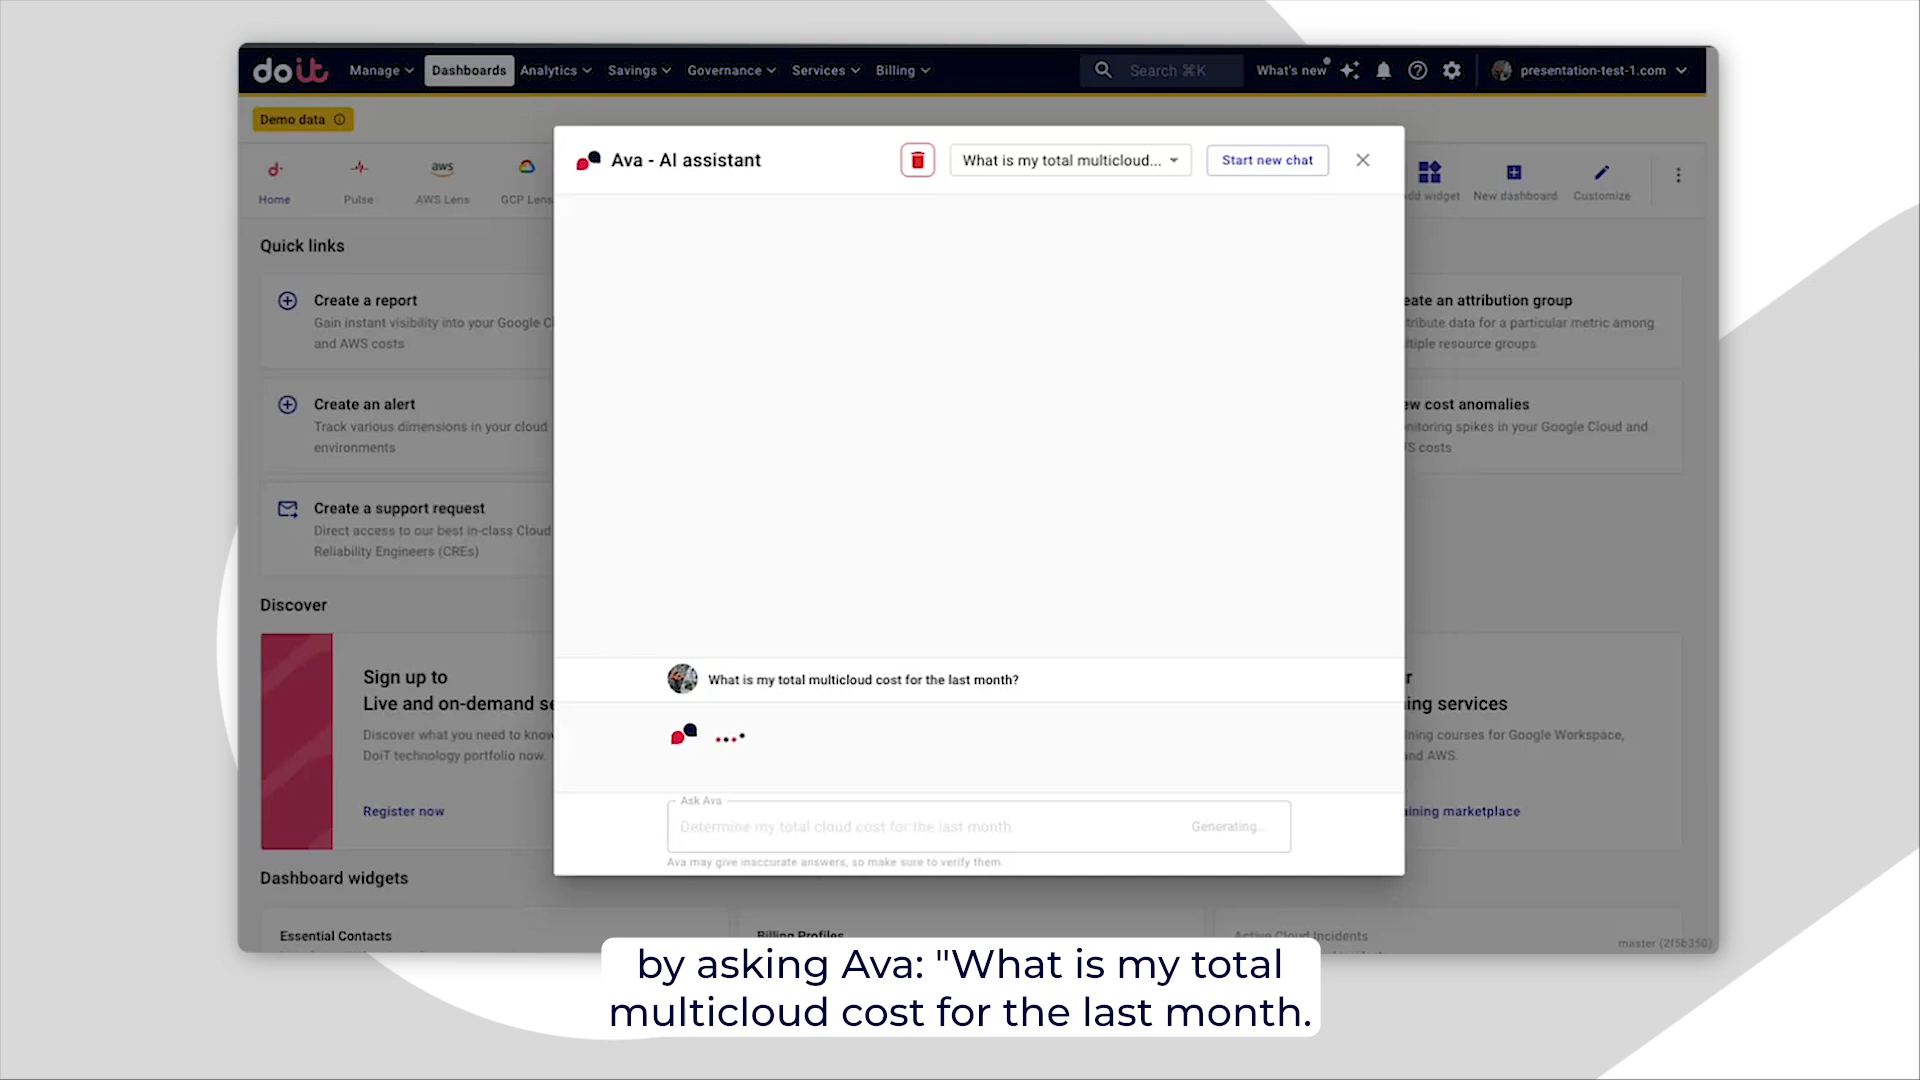 doit
Manage
Dashboards
Analytics
Savings
Governance
Services
Billing
Search ⌘K
What's new
presentation-test-1.com
Demo data
Ava - AI assistant
What is my total multicloud...
Start new chat
Home
Pulse
aws
AWS Lens
GCP Lens
dd widget
New dashboard
Customize
Quick links
Create a report
Gain instant visibility into your Google Cl
and AWS costs
eate an attribution group
tribute data for a particular metric among
ltiple resource groups
Create an alert
Track various dimensions in your cloud
environments
ew cost anomalies
nitoring spikes in your Google Cloud and
S costs
Create a support request
Direct access to our best in-class Cloud
Reliability Engineers (CREs)
Discover
Sign up to
Live and on-demand se
Discover what you need to know
DoiT technology portfolio now.
Register now
r
ing services
ning courses for Google Workspace,
nd AWS.
aining marketplace
What is my total multicloud cost for the last month?
Ask Ava
Determine my total cloud cost for the last month
Generating...
Ava may give inaccurate answers, so make sure to verify them.
Dashboard widgets
Essential Contacts
Billing Profiles
Active Cloud Incidents
master (2f5b350)
by asking Ava: "What is my total
multicloud cost for the last month.